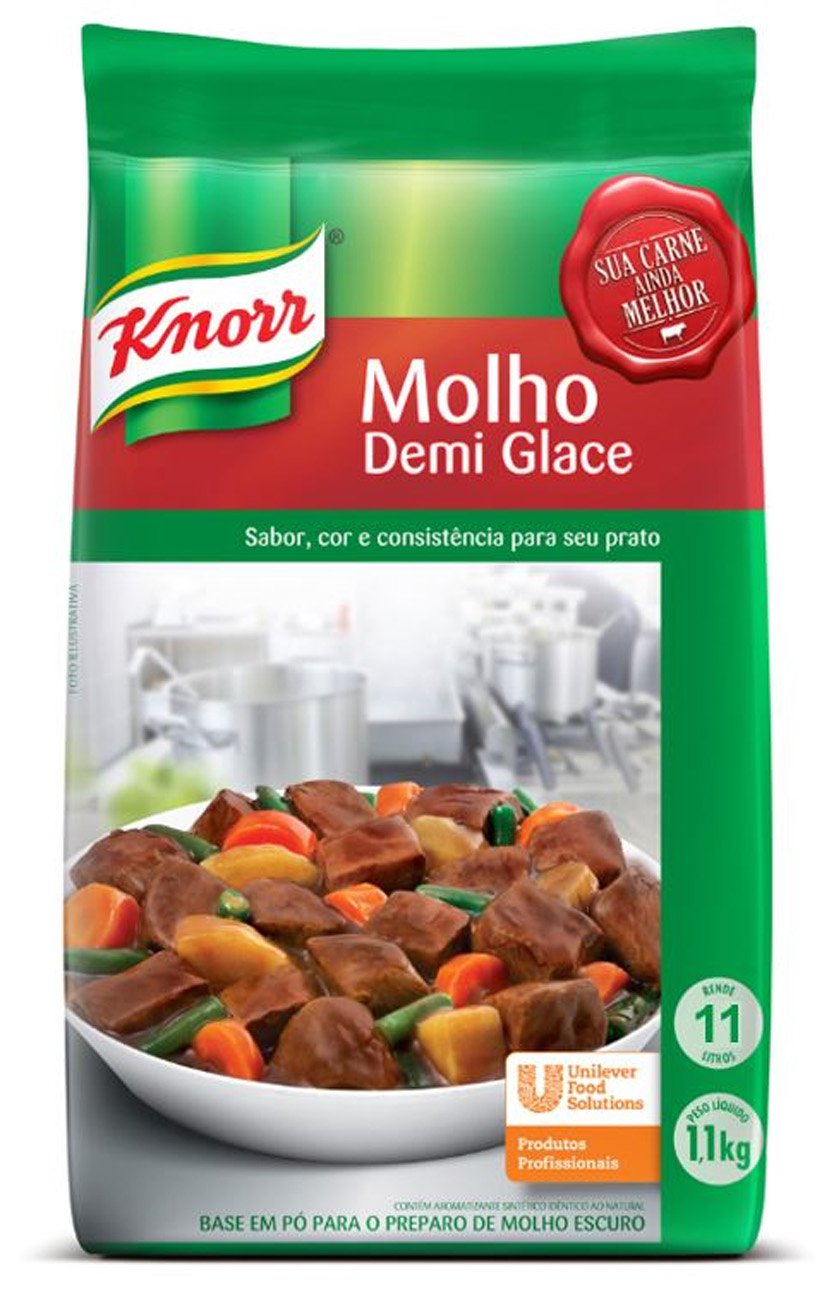 Knorr
®
SUA CARNE
AINDA
MELHOR
Molho
Demi Glace
Sabor, cor e consistência para seu prato
FOTO ILUSTRATIVA
RENDE
11
LITROS
Unilever
Food
Solutions
Produtos
Profissionais
PESO LÍQUIDO
1,1kg
CONTÉM AROMATIZANTE SINTÉTICO IDÊNTICO AO NATURAL
BASE EM PÓ PARA O PREPARO DE MOLHO ESCURO